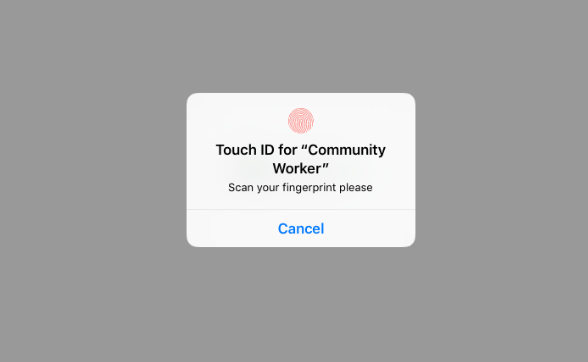 Touch ID for “Community
Worker”
Scan your fingerprint please
Cancel